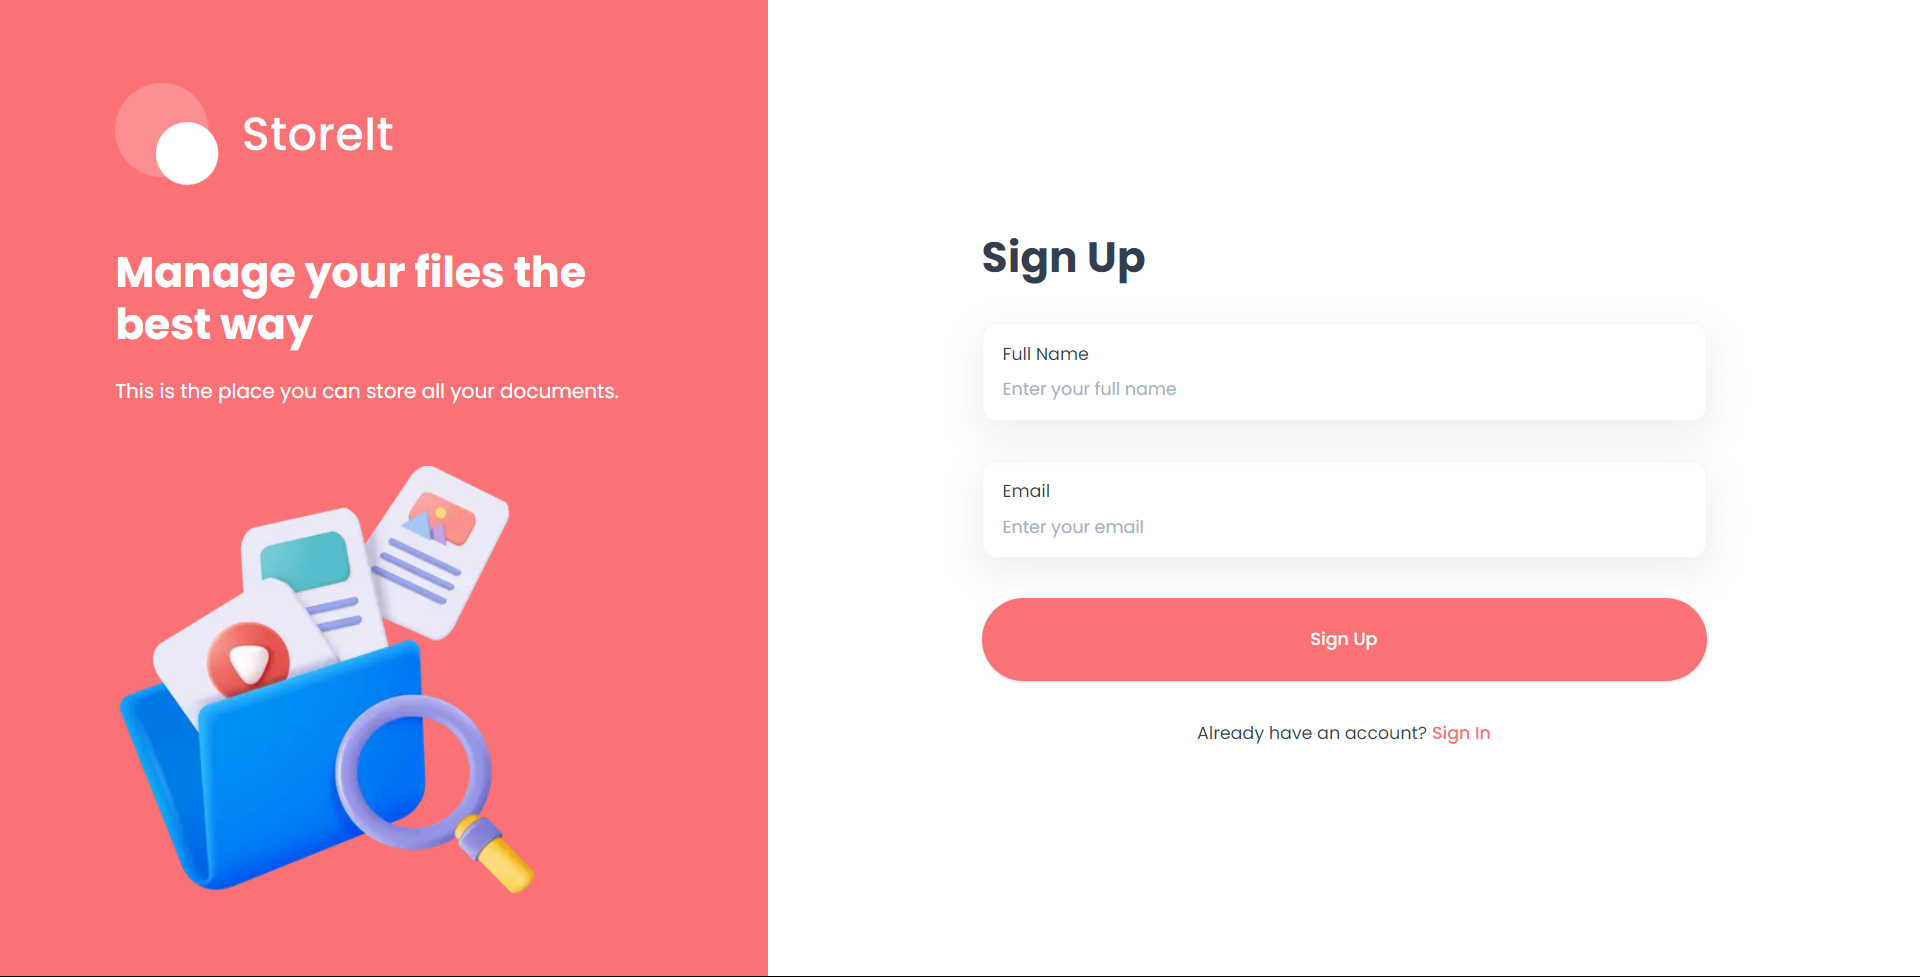 StoreIt
Manage your files the
best way
This is the place you can store all your documents.
Sign Up
Full Name
Enter your full name
Email
Enter your email
Sign Up
Already have an account? Sign In